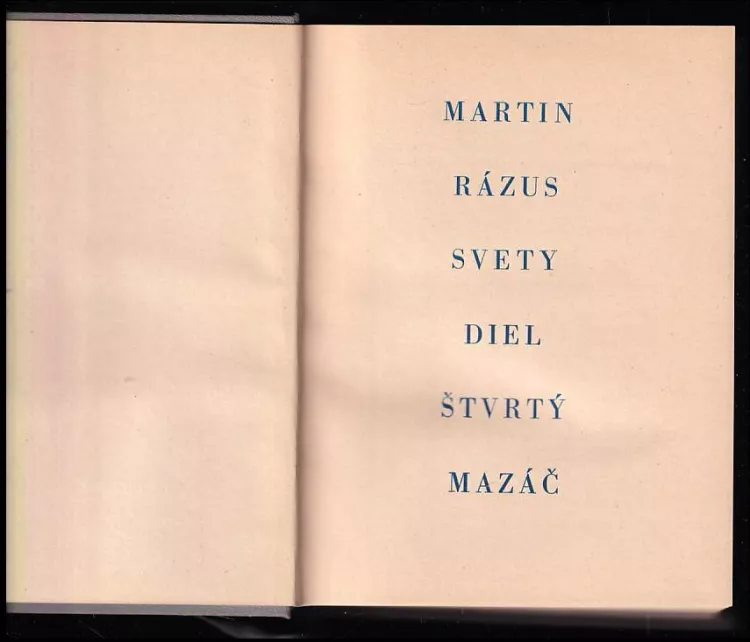 MARTIN
RÁZUS
SVETY
DIEL
ŠTVRTÝ
MAZÁČ